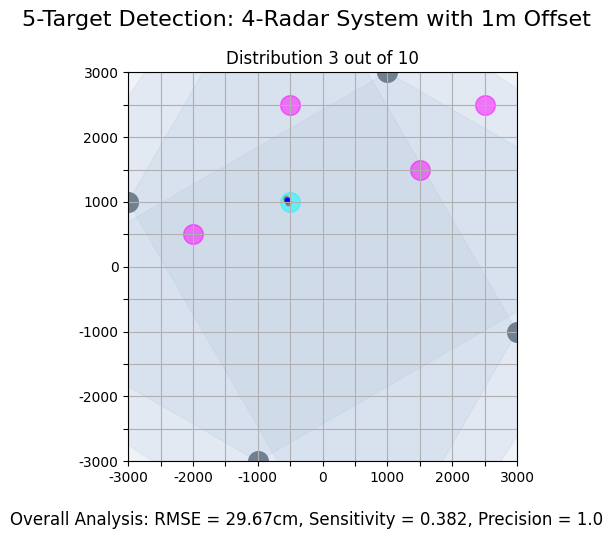 5-Target Detection: 4-Radar System with 1m Offset
Distribution 3 out of 10
3000
2000
1000
0
-1000
-2000
-3000
-3000 -2000 -1000 0 1000 2000 3000
Overall Analysis: RMSE = 29.67cm, Sensitivity = 0.382, Precision = 1.0